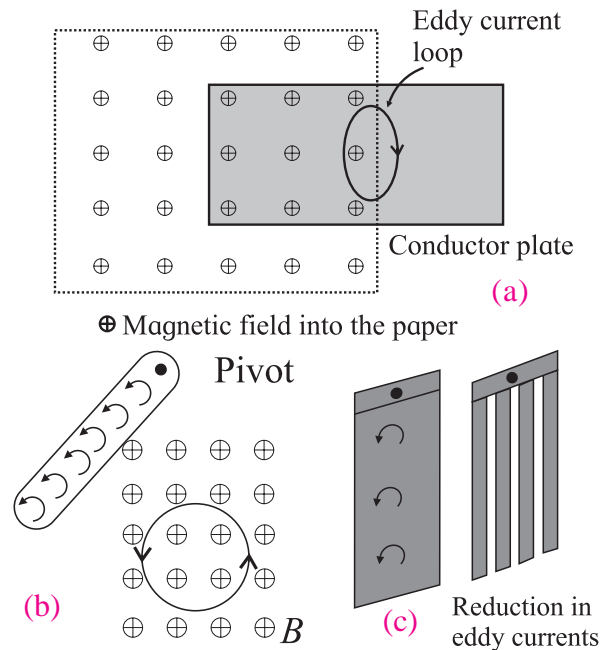 Eddy current
loop
Conductor plate
(a)
⊕ Magnetic field into the paper
Pivot
(b)
B
(c)
Reduction in
eddy currents